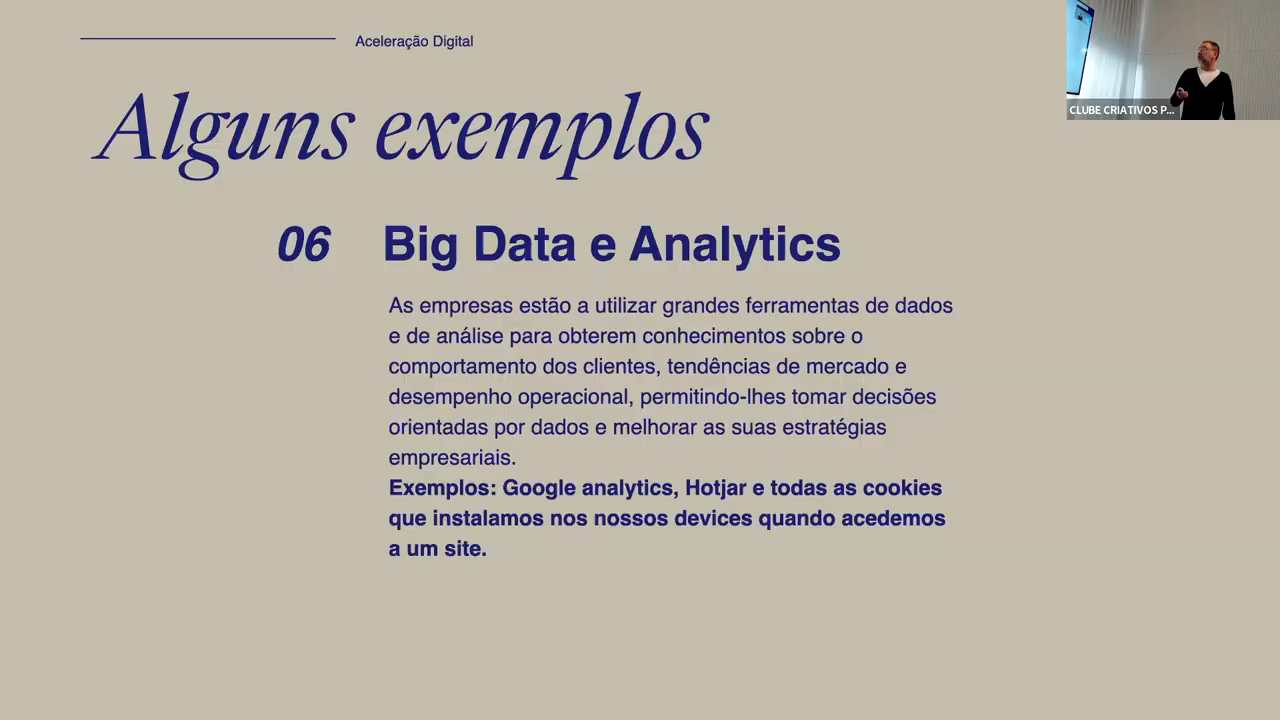 Aceleração Digital
CLUBE CRIATIVOS P...
Alguns exemplos
06 Big Data e Analytics
As empresas estão a utilizar grandes ferramentas de dados
e de análise para obterem conhecimentos sobre o
comportamento dos clientes, tendências de mercado e
desempenho operacional, permitindo-lhes tomar decisões
orientadas por dados e melhorar as suas estratégias
empresariais.
Exemplos: Google analytics, Hotjar e todas as cookies
que instalamos nos nossos devices quando acedemos
a um site.